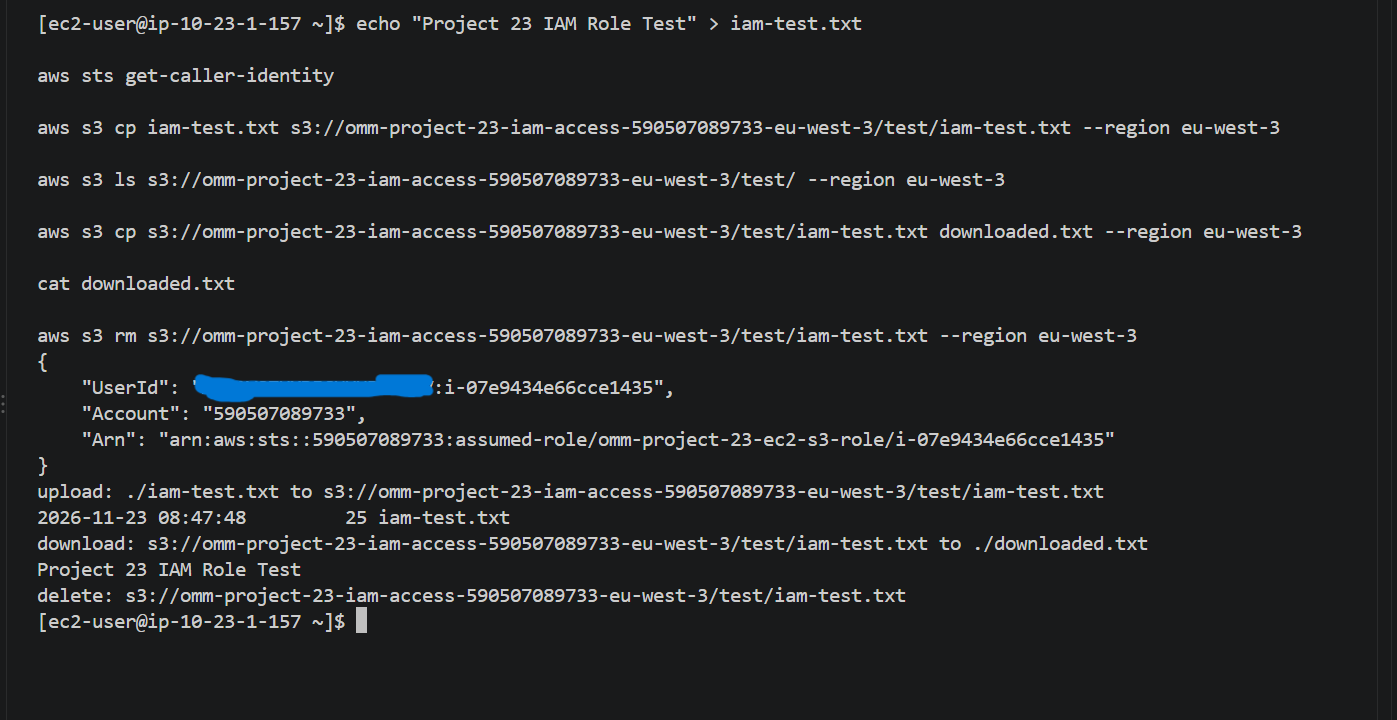 [ec2-user@ip-10-23-1-157 ~]$ echo "Project 23 IAM Role Test" > iam-test.txt
aws sts get-caller-identity
aws s3 cp iam-test.txt s3://omm-project-23-iam-access-590507089733-eu-west-3/test/iam-test.txt --region eu-west-3
aws s3 ls s3://omm-project-23-iam-access-590507089733-eu-west-3/test/ --region eu-west-3
aws s3 cp s3://omm-project-23-iam-access-590507089733-eu-west-3/test/iam-test.txt downloaded.txt --region eu-west-3
cat downloaded.txt
aws s3 rm s3://omm-project-23-iam-access-590507089733-eu-west-3/test/iam-test.txt --region eu-west-3
{
    "UserId": ":i-07e9434e66cce1435",
    "Account": "590507089733",
    "Arn": "arn:aws:sts::590507089733:assumed-role/omm-project-23-ec2-s3-role/i-07e9434e66cce1435"
}
upload: ./iam-test.txt to s3://omm-project-23-iam-access-590507089733-eu-west-3/test/iam-test.txt
2026-11-23 08:47:48         25 iam-test.txt
download: s3://omm-project-23-iam-access-590507089733-eu-west-3/test/iam-test.txt to ./downloaded.txt
Project 23 IAM Role Test
delete: s3://omm-project-23-iam-access-590507089733-eu-west-3/test/iam-test.txt
[ec2-user@ip-10-23-1-157 ~]$